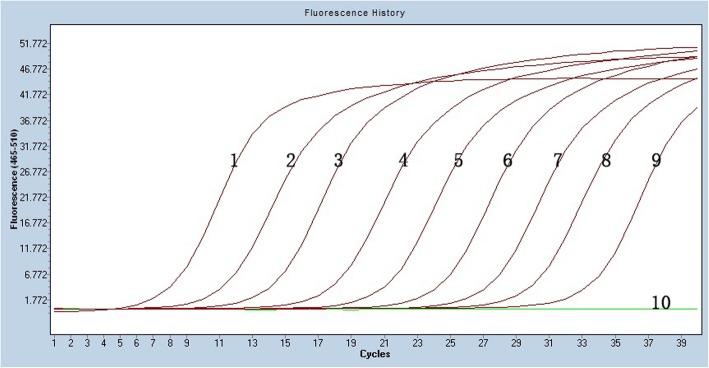 Fluorescence History
Fluorescence (465-510)
51.772
46.772
41.772
36.772
31.772
26.772
21.772
16.772
11.772
6.772
1.772
1 2 3 4 5 6 7 8 9
10
1 2 3 4 5 6 7 8 9 11 13 15 17 19 21 23 25 27 29 31 33 35 37 39
Cycles